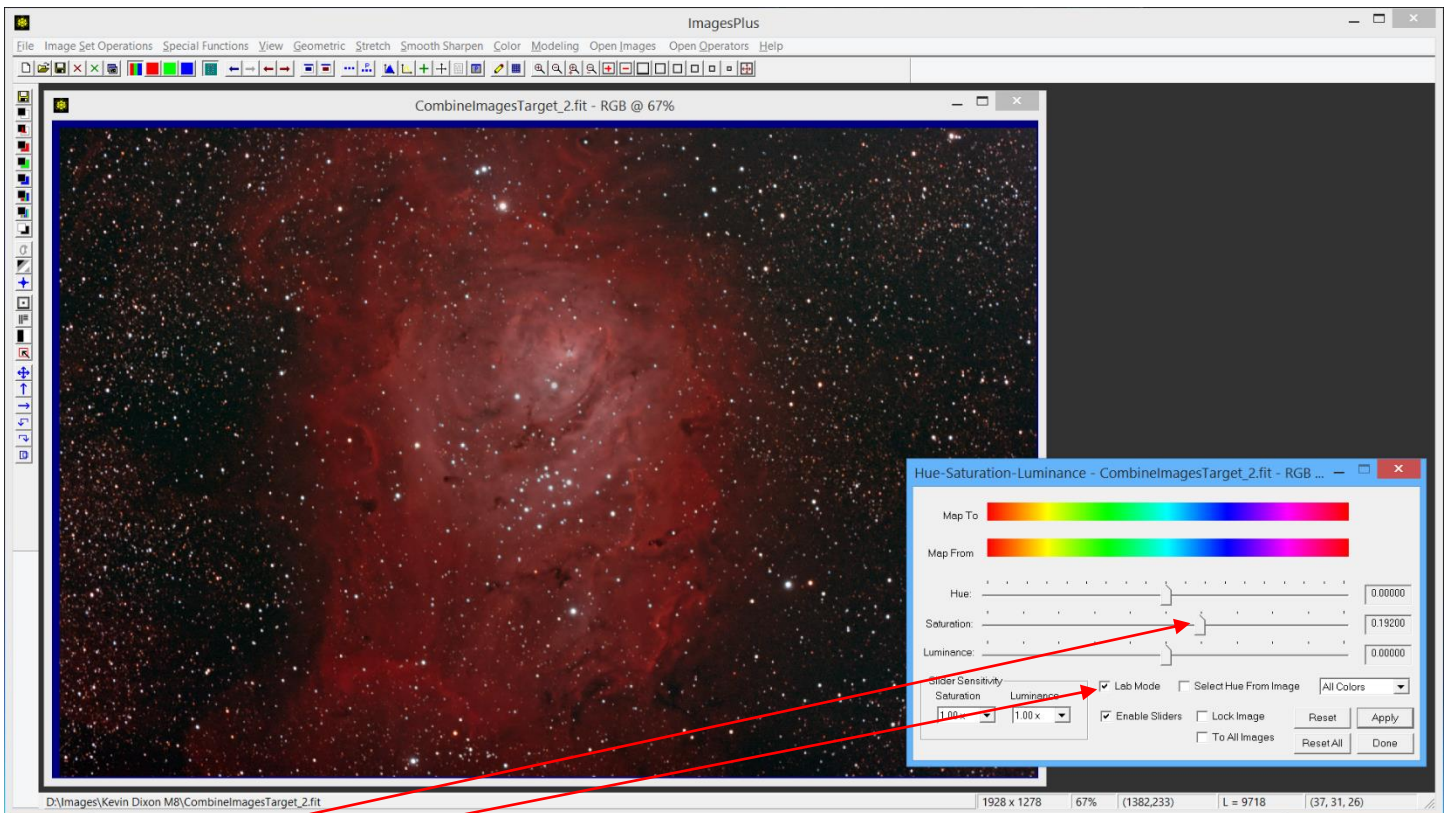 ImagesPlus
File Image Set Operations Special Functions View Geometric Stretch Smooth Sharpen Color Modeling Open Images Open Operators Help
CombineImagesTarget_2.fit - RGB @ 67%
Hue-Saturation-Luminance - CombineImagesTarget_2.fit - RGB ...
Map To
Map From
Hue: 0.00000
Saturation: 0.19200
Luminance: 0.00000
Slider Sensitivity
Saturation Luminance
1.00 x 1.00 x
Lab Mode Select Hue From Image All Colors
Enable Sliders Lock Image Reset Apply
To All Images Reset All Done
D:\Images\Kevin Dixon M8\CombineImagesTarget_2.fit 1928 x 1278 67% (1382,233) L = 9718 (37, 31, 26)